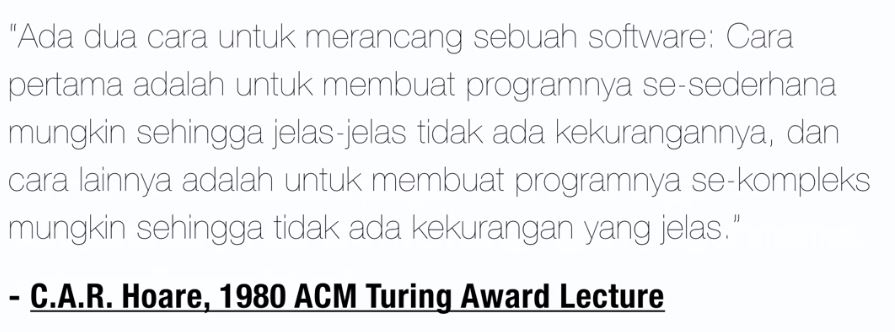 "Ada dua cara untuk merancang sebuah software: Cara
pertama adalah untuk membuat programnya se-sederhana
mungkin sehingga jelas-jelas tidak ada kekurangannya, dan
cara lainnya adalah untuk membuat programnya se-kompleks
mungkin sehingga tidak ada kekurangan yang jelas."
- C.A.R. Hoare, 1980 ACM Turing Award Lecture